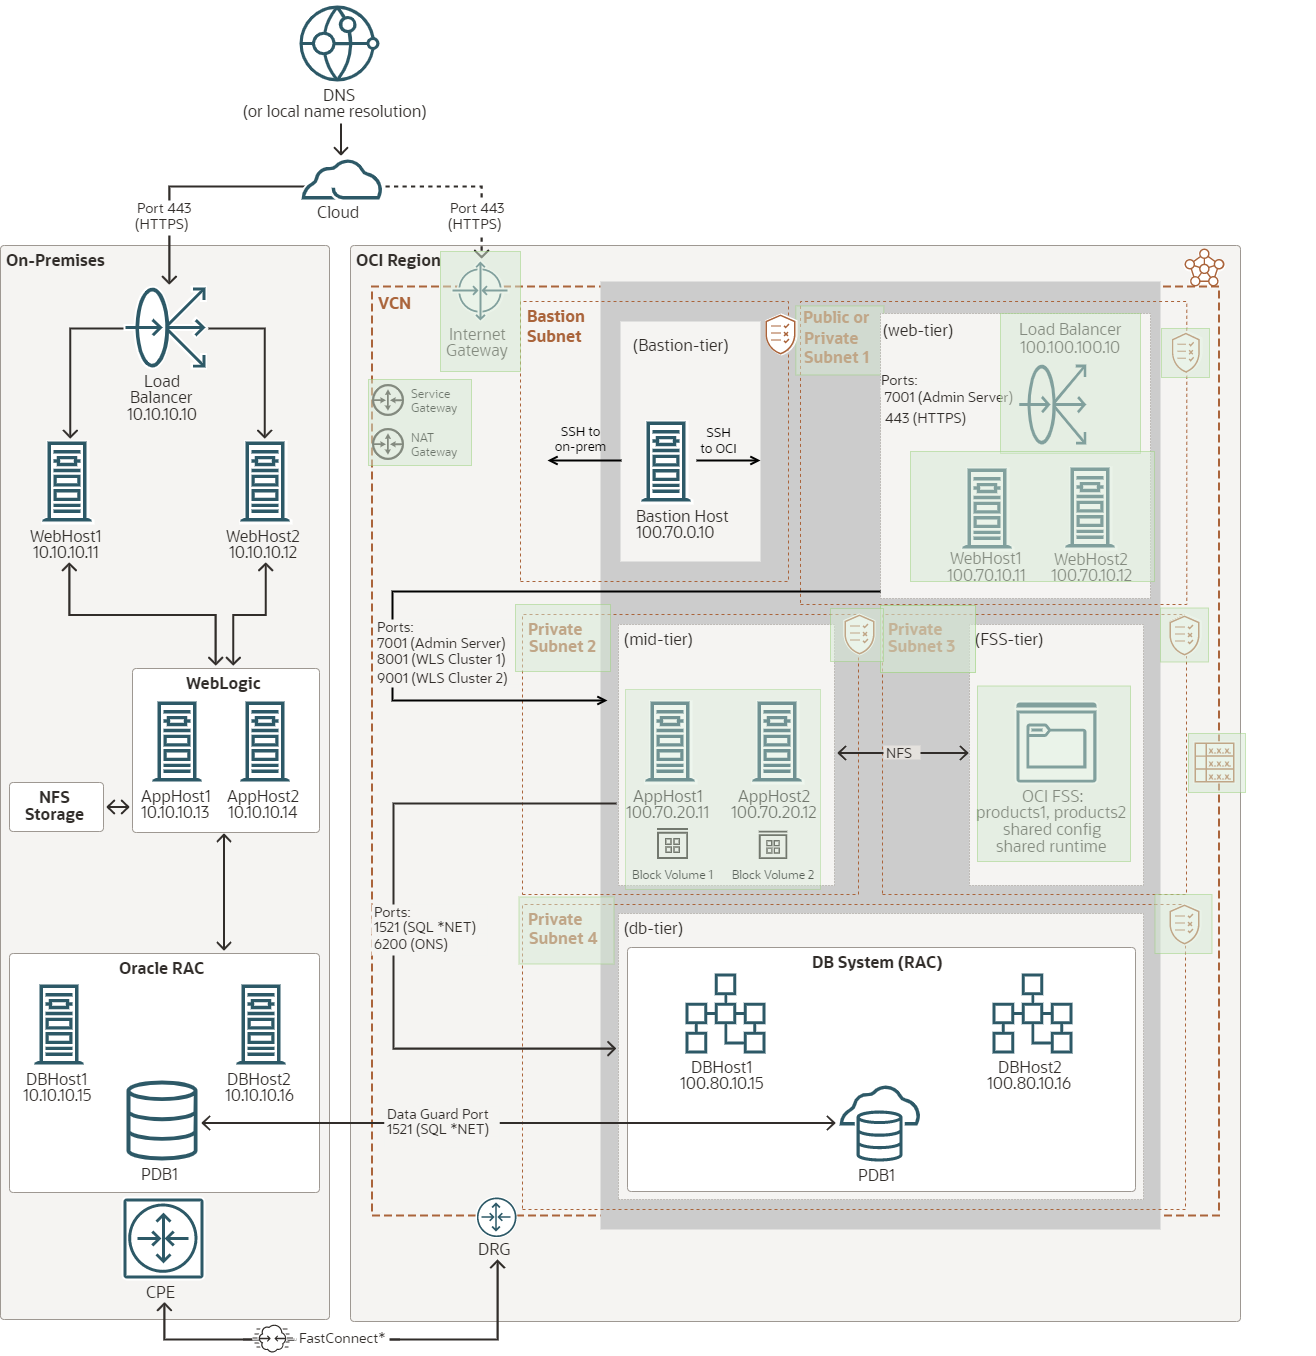 DNS
(or local name resolution)
Cloud
Port 443
(HTTPS)
Port 443
(HTTPS)
On-Premises
Load
Balancer
10.10.10.10
WebHost1
10.10.10.11
WebHost2
10.10.10.12
WebLogic
AppHost1
10.10.10.13
AppHost2
10.10.10.14
NFS
Storage
Oracle RAC
DBHost1
10.10.10.15
DBHost2
10.10.10.16
PDB1
CPE
FastConnect*
OCI Region
VCN
Internet
Gateway
Service
Gateway
NAT
Gateway
Bastion
Subnet
(Bastion-tier)
SSH to
on-prem
SSH
to OCI
Bastion Host
100.70.0.10
Public or
Private
Subnet 1
(web-tier)
Load Balancer
100.100.100.10
Ports:
7001 (Admin Server)
443 (HTTPS)
WebHost1
100.70.10.11
WebHost2
100.70.10.12
Ports:
7001 (Admin Server)
8001 (WLS Cluster 1)
9001 (WLS Cluster 2)
Private
Subnet 2
(mid-tier)
AppHost1
100.70.20.11
AppHost2
100.70.20.12
Block Volume 1
Block Volume 2
NFS
Private
Subnet 3
(FSS-tier)
OCI FSS:
products1, products2
shared config
shared runtime
x.x.x.
x.x.x.
x.x.x.
Ports:
1521 (SQL *NET)
6200 (ONS)
Private
Subnet 4
(db-tier)
DB System (RAC)
DBHost1
100.80.10.15
DBHost2
100.80.10.16
Data Guard Port
1521 (SQL *NET)
PDB1
DRG